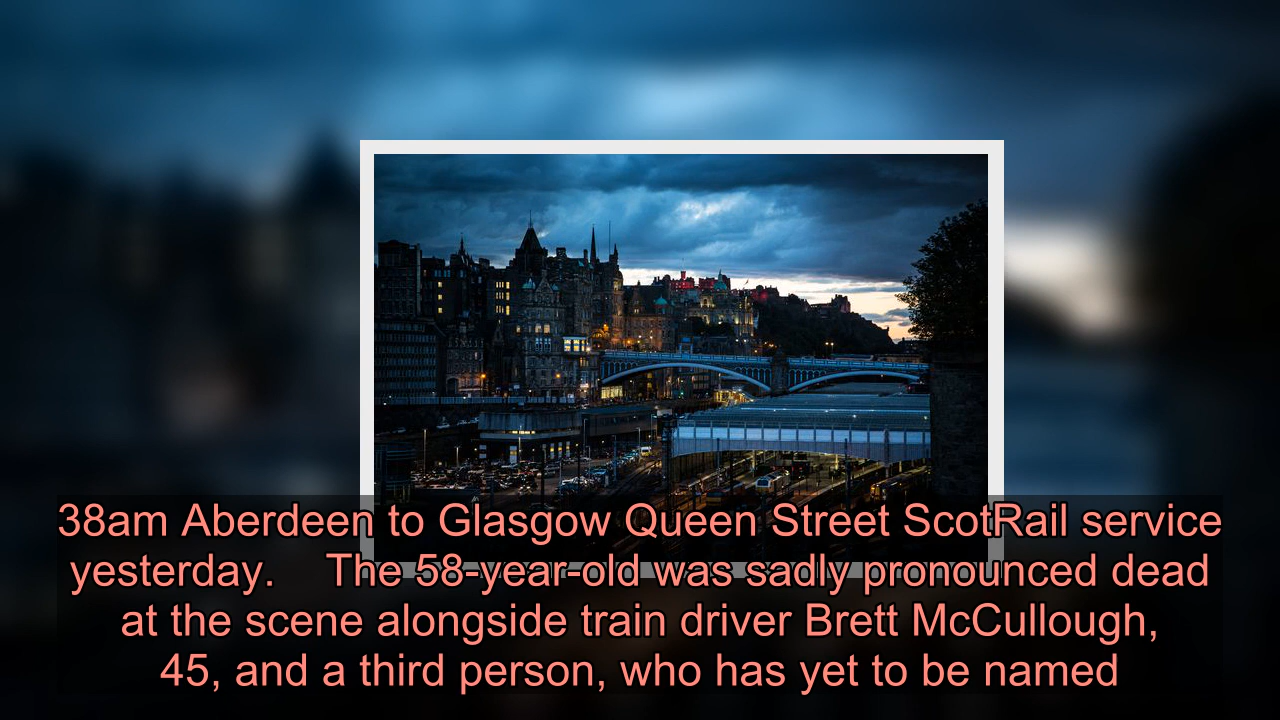 38am Aberdeen to Glasgow Queen Street ScotRail service
yesterday.    The 58-year-old was sadly pronounced dead
at the scene alongside train driver Brett McCullough,
45, and a third person, who has yet to be named